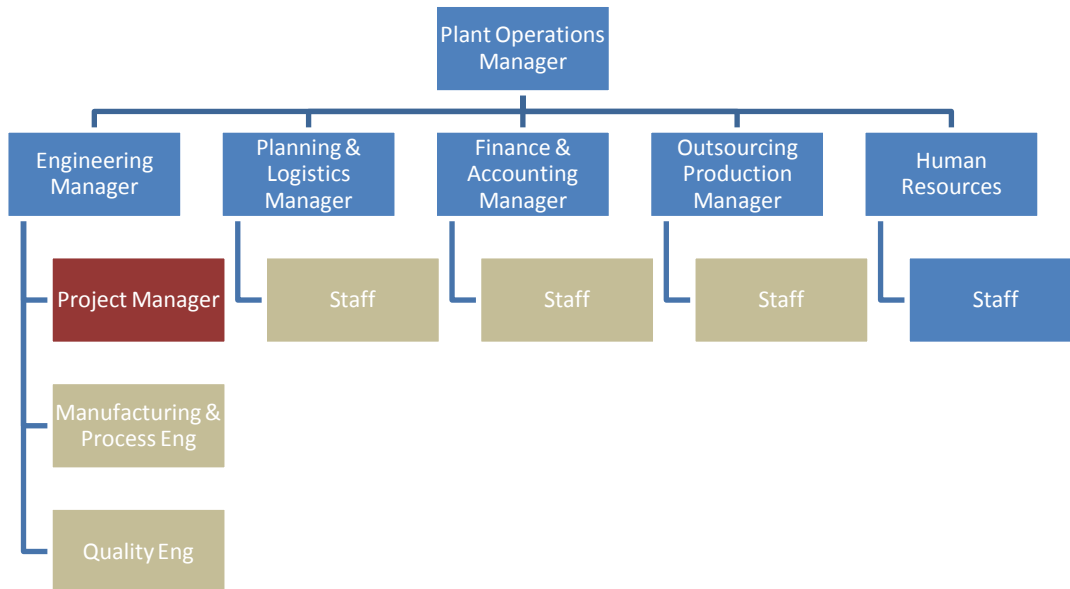 Plant Operations
Manager
Engineering
Manager
Planning &
Logistics
Manager
Finance &
Accounting
Manager
Outsourcing
Production
Manager
Human
Resources
Project Manager
Staff
Staff
Staff
Staff
Manufacturing &
Process Eng
Quality Eng